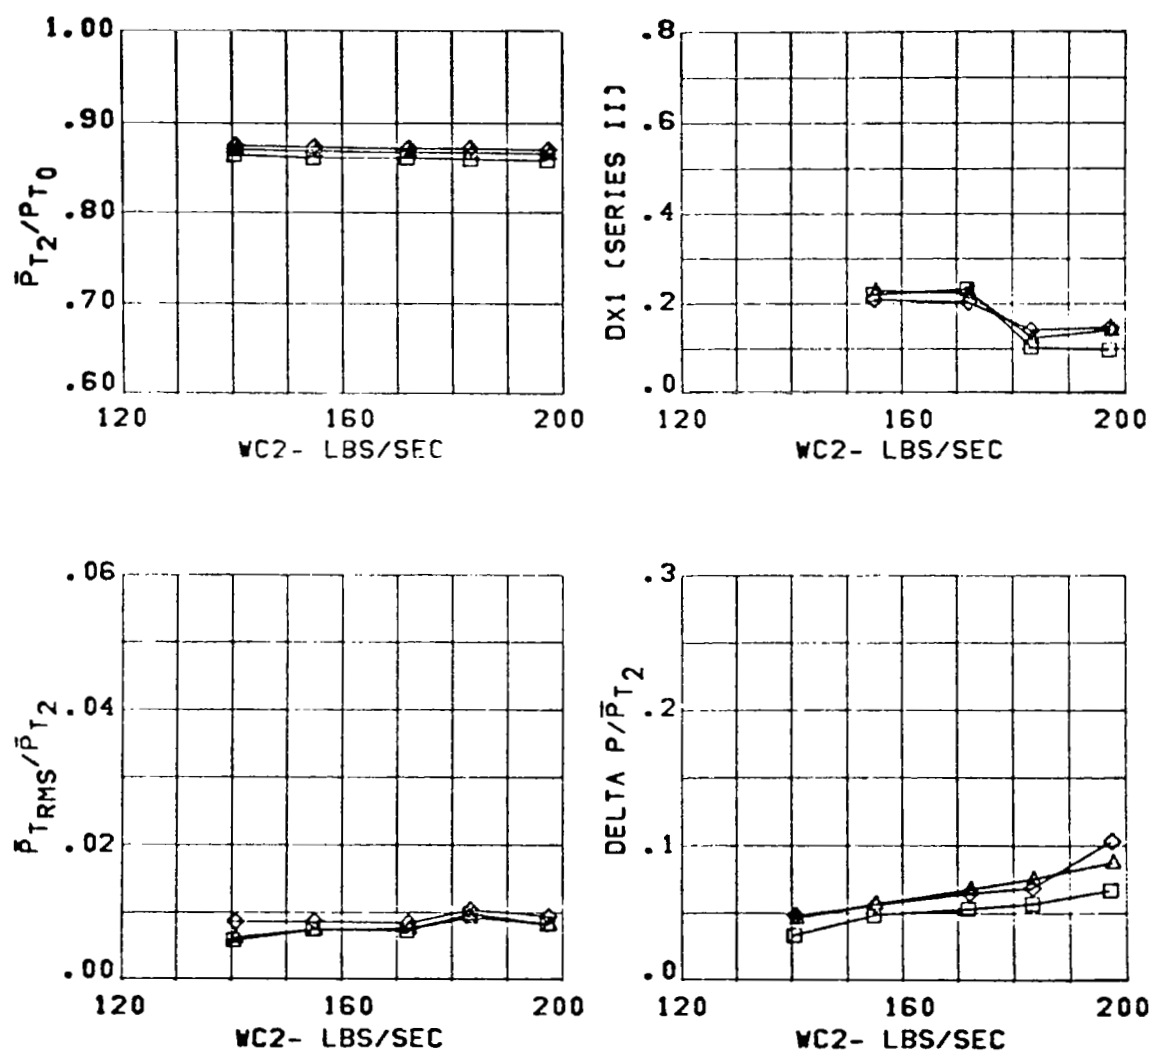 1.00
.90
.80
.70
.60
P̄T2/PT0
120 160 200
WC2- LBS/SEC
.8
.6
.4
.2
.0
DX1 (SERIES II)
120 160 200
WC2- LBS/SEC
.06
.04
.02
.00
P̄TRMS/P̄T2
120 160 200
WC2- LBS/SEC
.3
.2
.1
.0
DELTA P/P̄T2
120 160 200
WC2- LBS/SEC